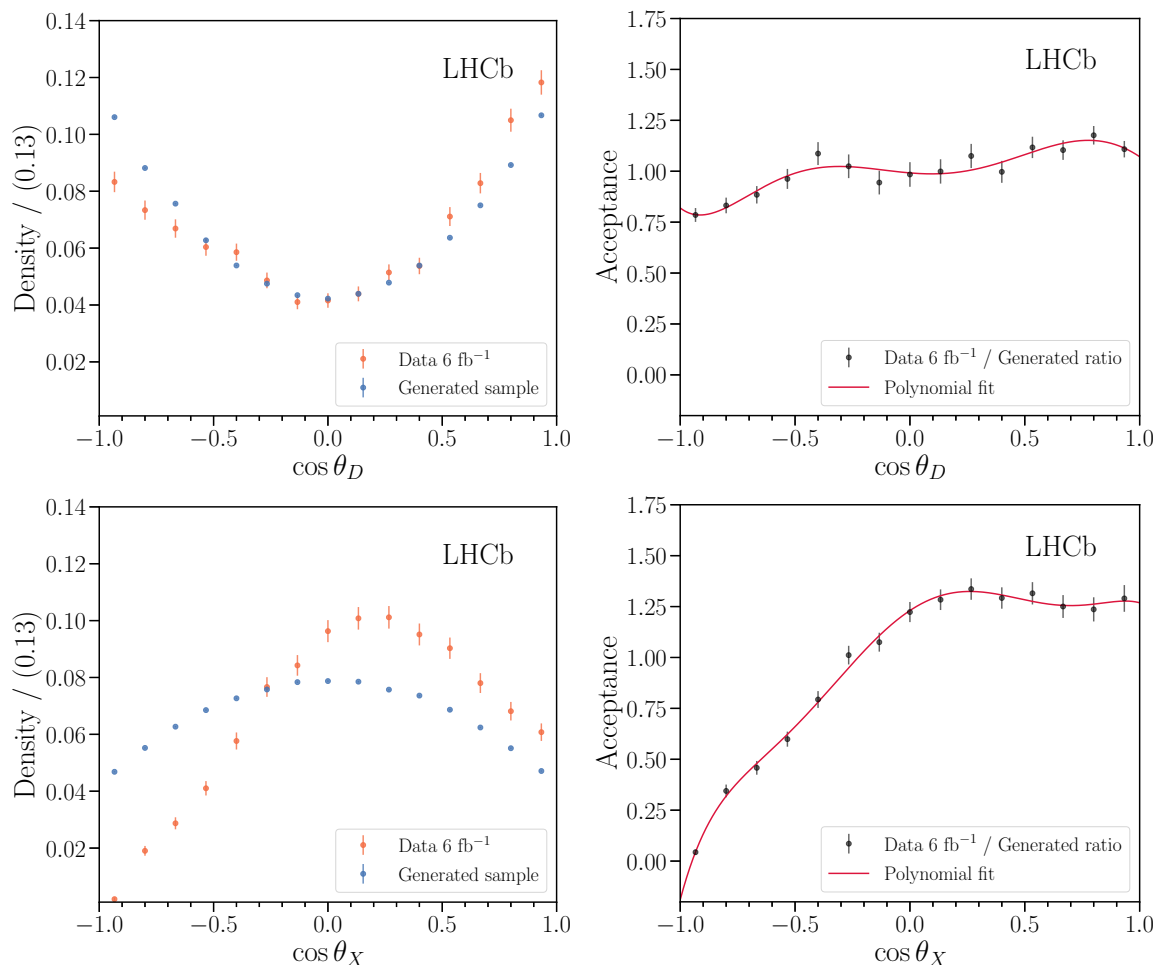 0.14
0.12
0.10
0.08
0.06
0.04
0.02
Density / (0.13)
LHCb
Data 6 fb⁻¹
Generated sample
−1.0 −0.5 0.0 0.5 1.0
cos θ_D
1.75
1.50
1.25
1.00
0.75
0.50
0.25
0.00
Acceptance
LHCb
Data 6 fb⁻¹ / Generated ratio
Polynomial fit
−1.0 −0.5 0.0 0.5 1.0
cos θ_D
0.14
0.12
0.10
0.08
0.06
0.04
0.02
Density / (0.13)
LHCb
Data 6 fb⁻¹
Generated sample
−1.0 −0.5 0.0 0.5 1.0
cos θ_X
1.75
1.50
1.25
1.00
0.75
0.50
0.25
0.00
Acceptance
LHCb
Data 6 fb⁻¹ / Generated ratio
Polynomial fit
−1.0 −0.5 0.0 0.5 1.0
cos θ_X